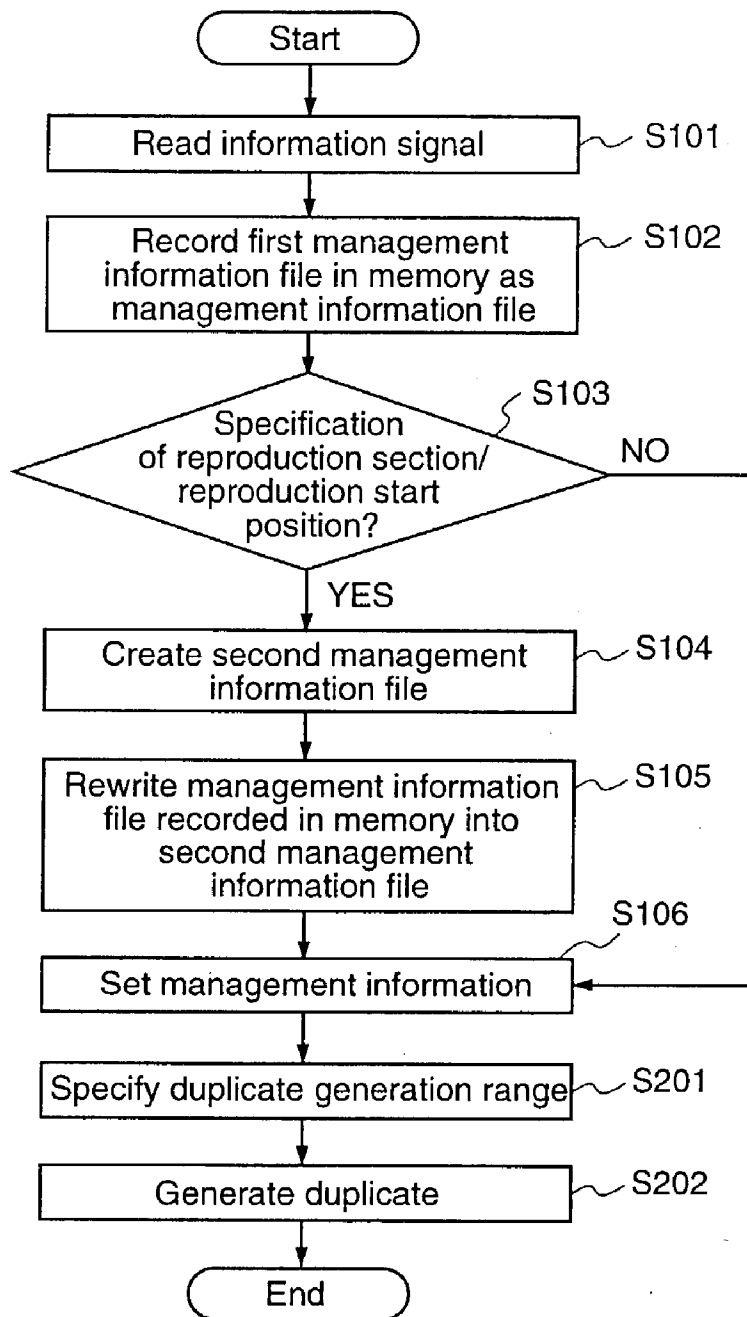 Start
Read information signal
S101
Record first management
information file in memory as
management information file
S102
S103
Specification
of reproduction section/
reproduction start
position?
NO
YES
Create second management
information file
S104
Rewrite management information
file recorded in memory into
second management
information file
S105
S106
Set management information
Specify duplicate generation range
S201
Generate duplicate
S202
End